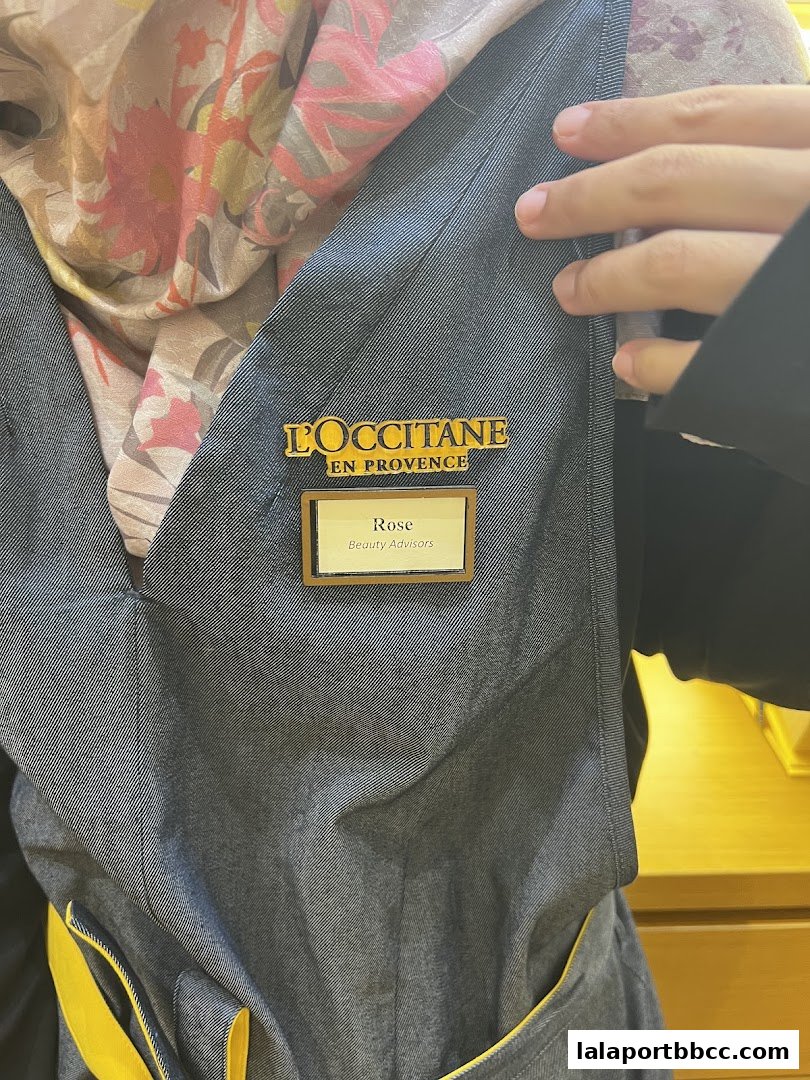 L'OCCITANE
EN PROVENCE
Rose
Beauty Advisors
lalaportbbcc.com